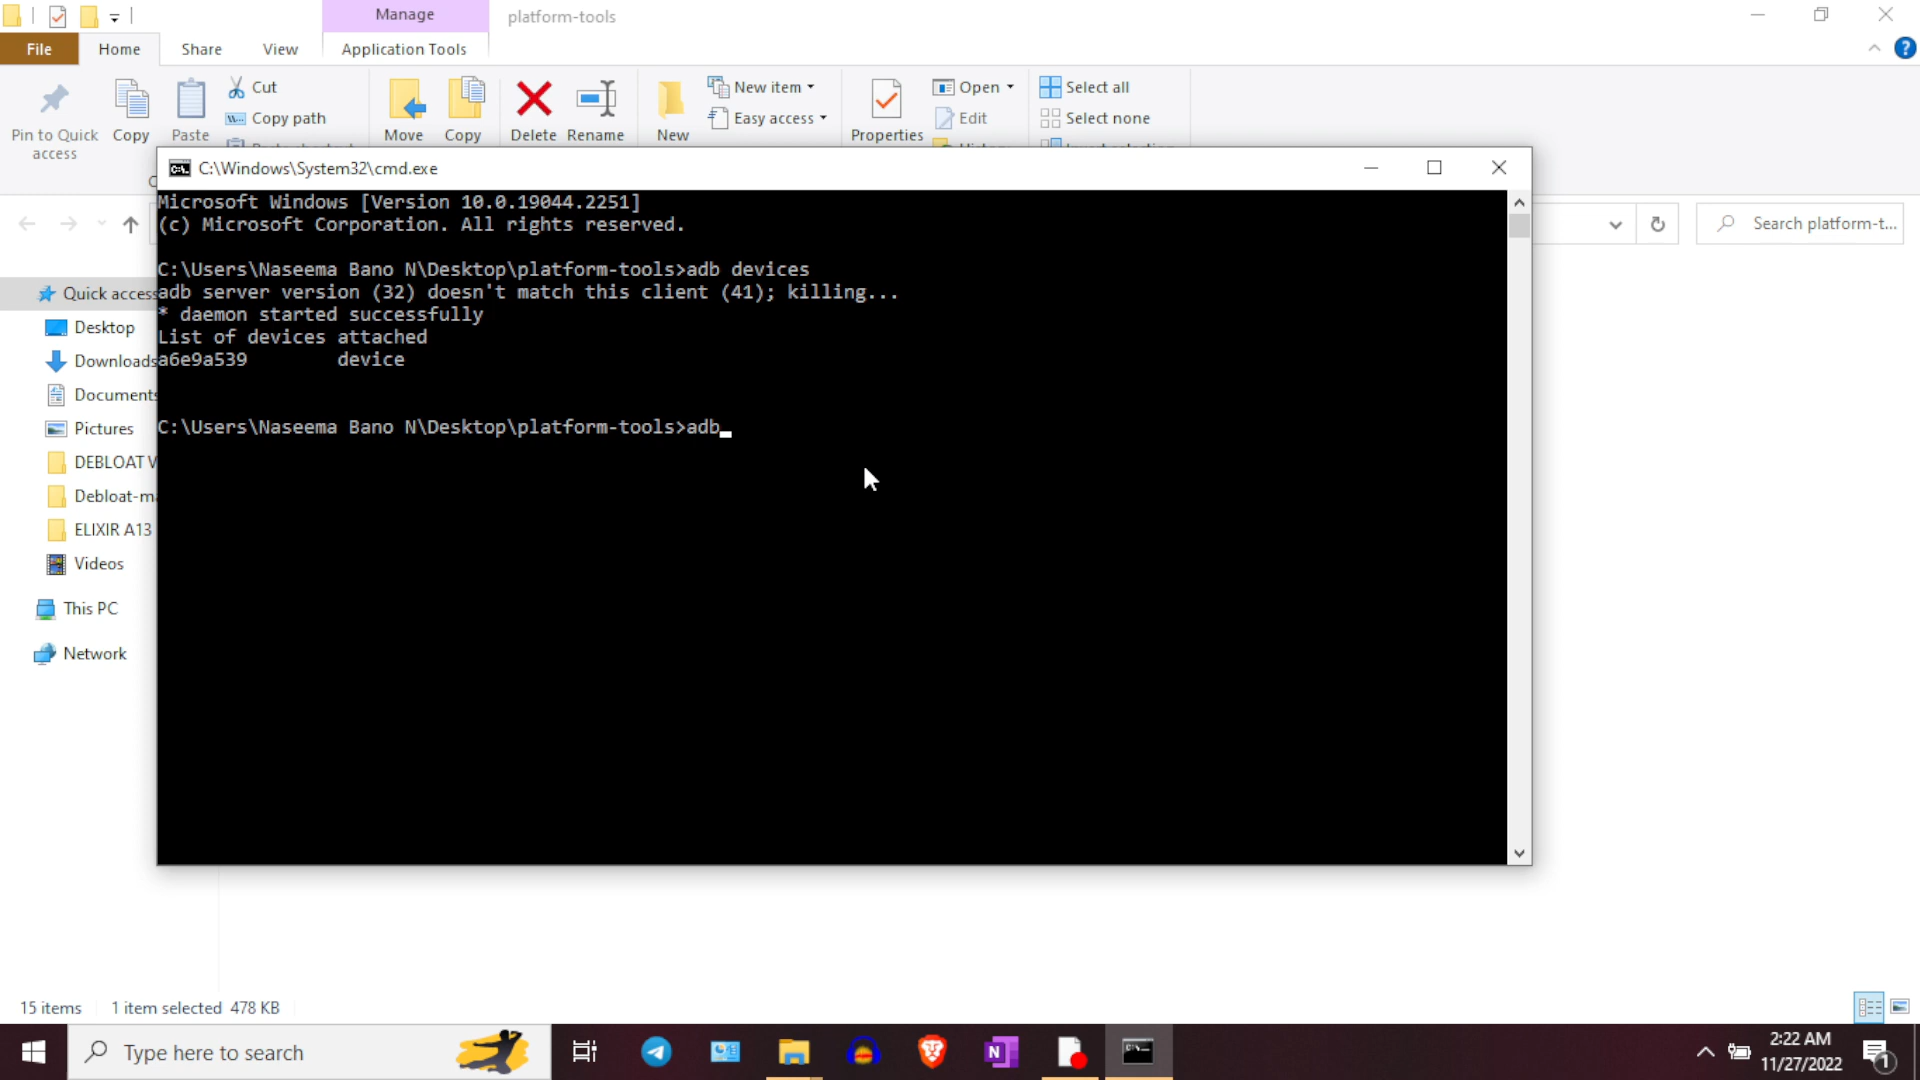 Manage
platform-tools
File
Home
Share
View
Application Tools
Pin to Quick access
Copy
Paste
Cut
Copy path
Move
Copy
Delete
Rename
New
New item
Easy access
Properties
Open
Edit
Select all
Select none
C:\Windows\System32\cmd.exe
Microsoft Windows [Version 10.0.19044.2251]
(c) Microsoft Corporation. All rights reserved.
C:\Users\Naseema Bano N\Desktop\platform-tools>adb devices
adb server version (32) doesn't match this client (41); killing...
* daemon started successfully
List of devices attached
a6e9a539 device
C:\Users\Naseema Bano N\Desktop\platform-tools>adb
Search platform-t...
Quick access
Desktop
Downloads
Documents
Pictures
DEBLOAT V
Debloat-ma
ELIXIR A13
Videos
This PC
Network
15 items
1 item selected 478 KB
Type here to search
2:22 AM
11/27/2022
1